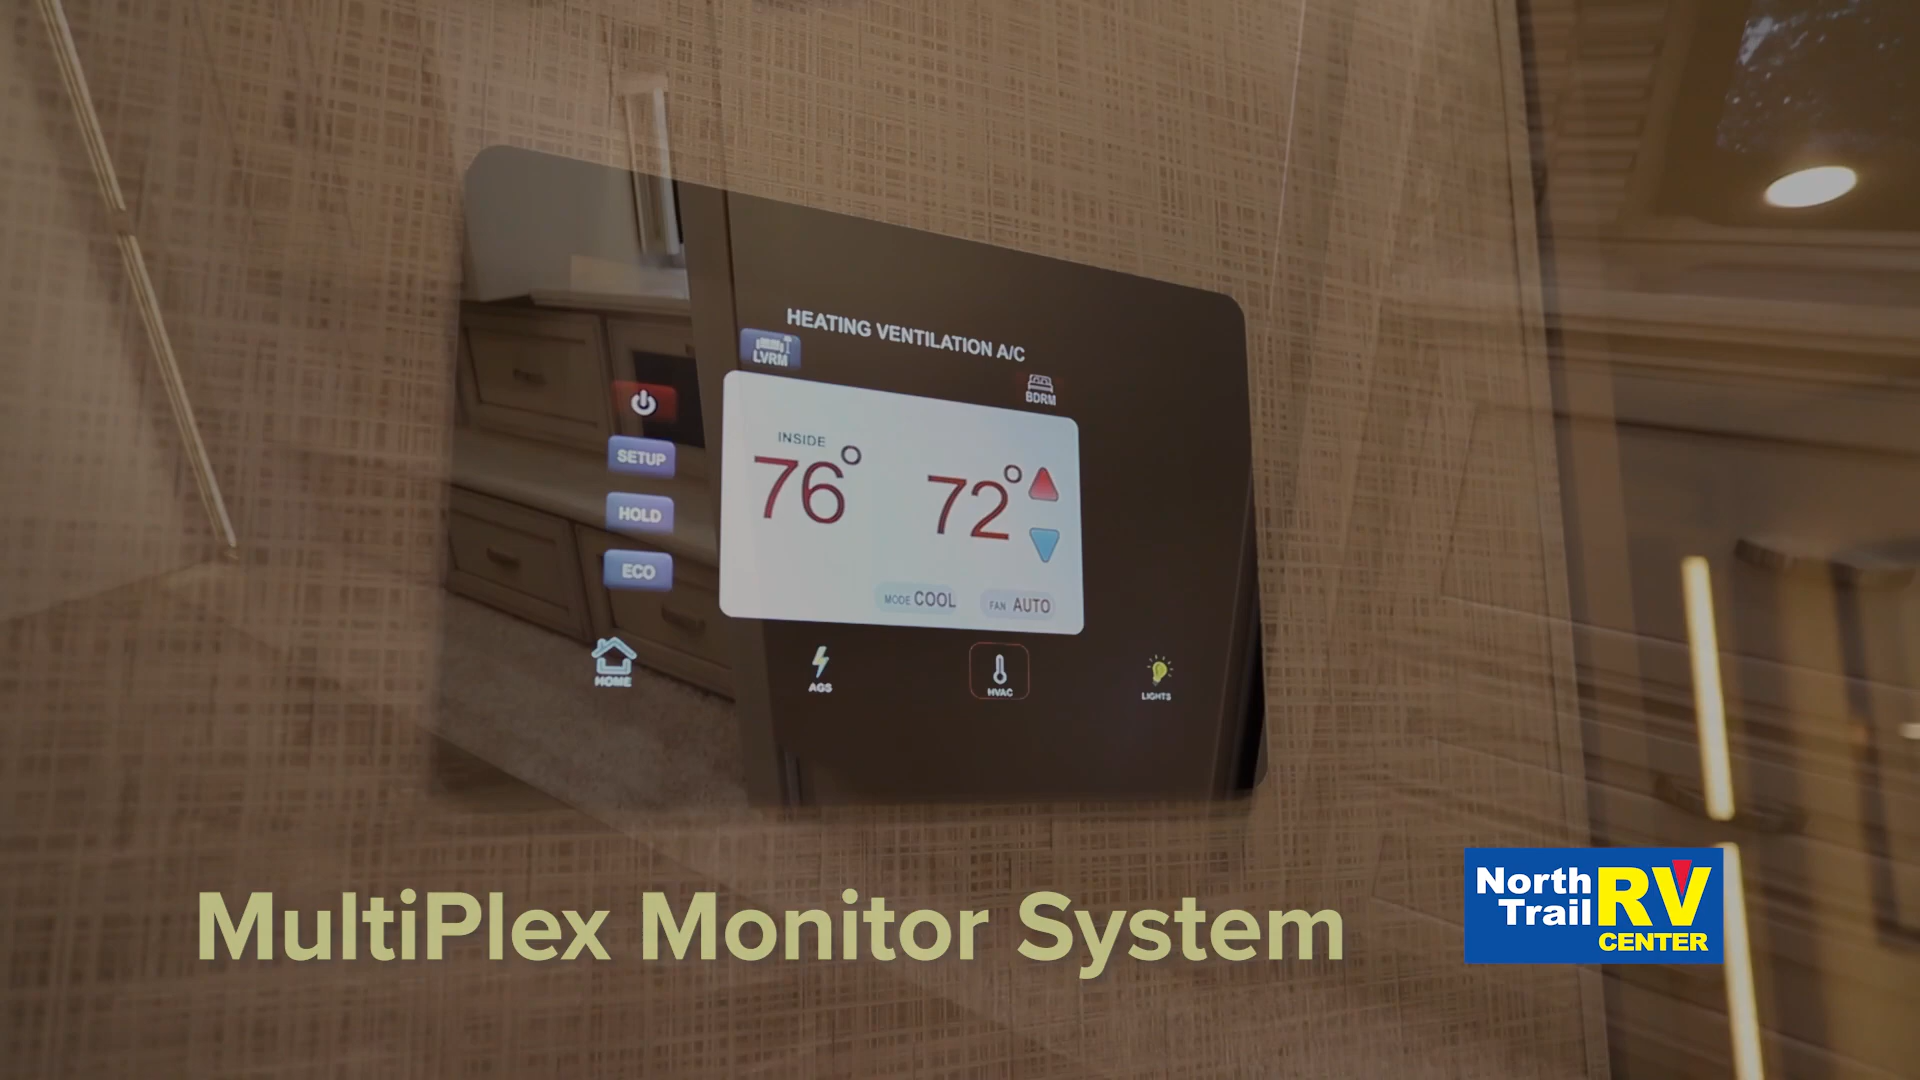 HEATING VENTILATION A/C
LVRM
BDRM
INSIDE
76° 72°
SETUP
HOLD
ECO
MODE COOL FAN AUTO
HOME
AGS
HVAC
LIGHTS
MultiPlex Monitor System
North
Trail
RV
CENTER